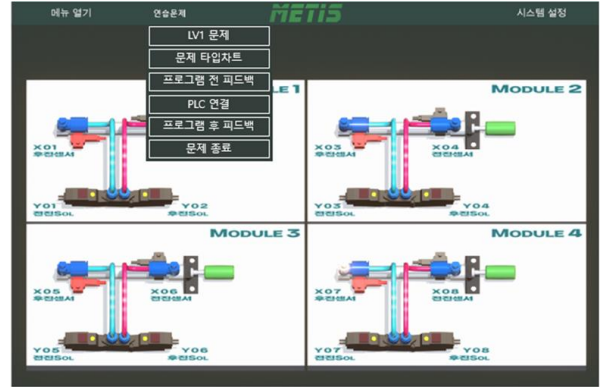 메뉴 열기
연습문제
METIS
시스템 설정
LV1 문제
문제 타입차트
프로그램 전 피드백
PLC 연결
프로그램 후 피드백
문제 종료
LE 1
X01
후진센서
Y01
전진SOL
Y02
후진SOL
MODULE 2
X03
후진센서
X04
전진센서
Y03
전진SOL
Y04
후진SOL
MODULE 3
X05
후진센서
X06
전진센서
Y05
전진SOL
Y06
후진SOL
MODULE 4
X07
후진센서
X08
전진센서
Y07
전진SOL
Y08
후진SOL